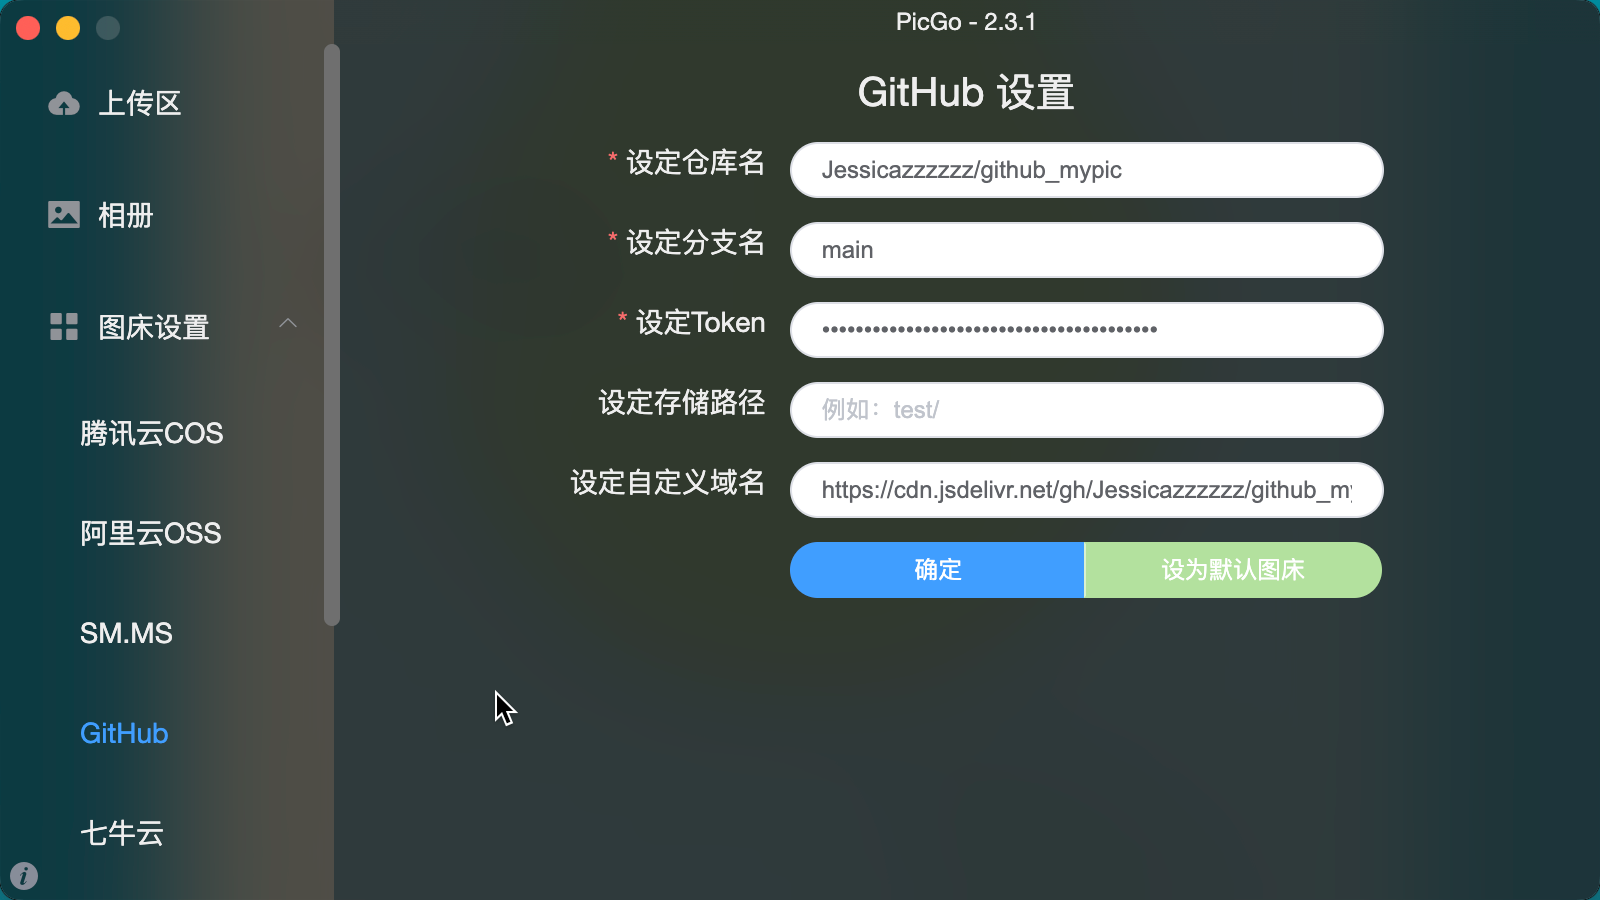 PicGo - 2.3.1
上传区
相册
图床设置
腾讯云COS
阿里云OSS
SM.MS
GitHub
七牛云
GitHub 设置
* 设定仓库名
Jessicazzzzzz/github_mypic
* 设定分支名
main
* 设定Token
••••••••••••••••••••••••••••••••••••••••
设定存储路径
例如：test/
设定自定义域名
https://cdn.jsdelivr.net/gh/Jessicazzzzzz/github_my
确定
设为默认图床